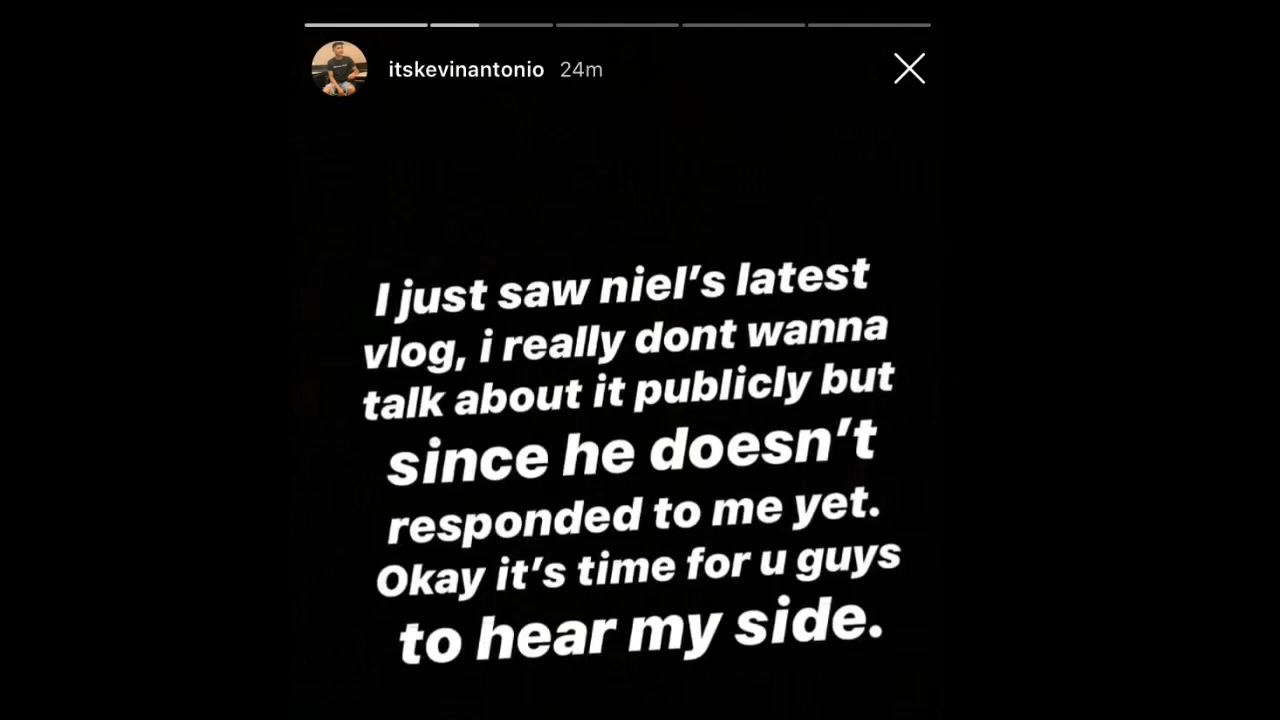 itskevinantonio 24m
I just saw niel's latest
vlog, i really dont wanna
talk about it publicly but
since he doesn't
responded to me yet.
Okay it's time for u guys
to hear my side.